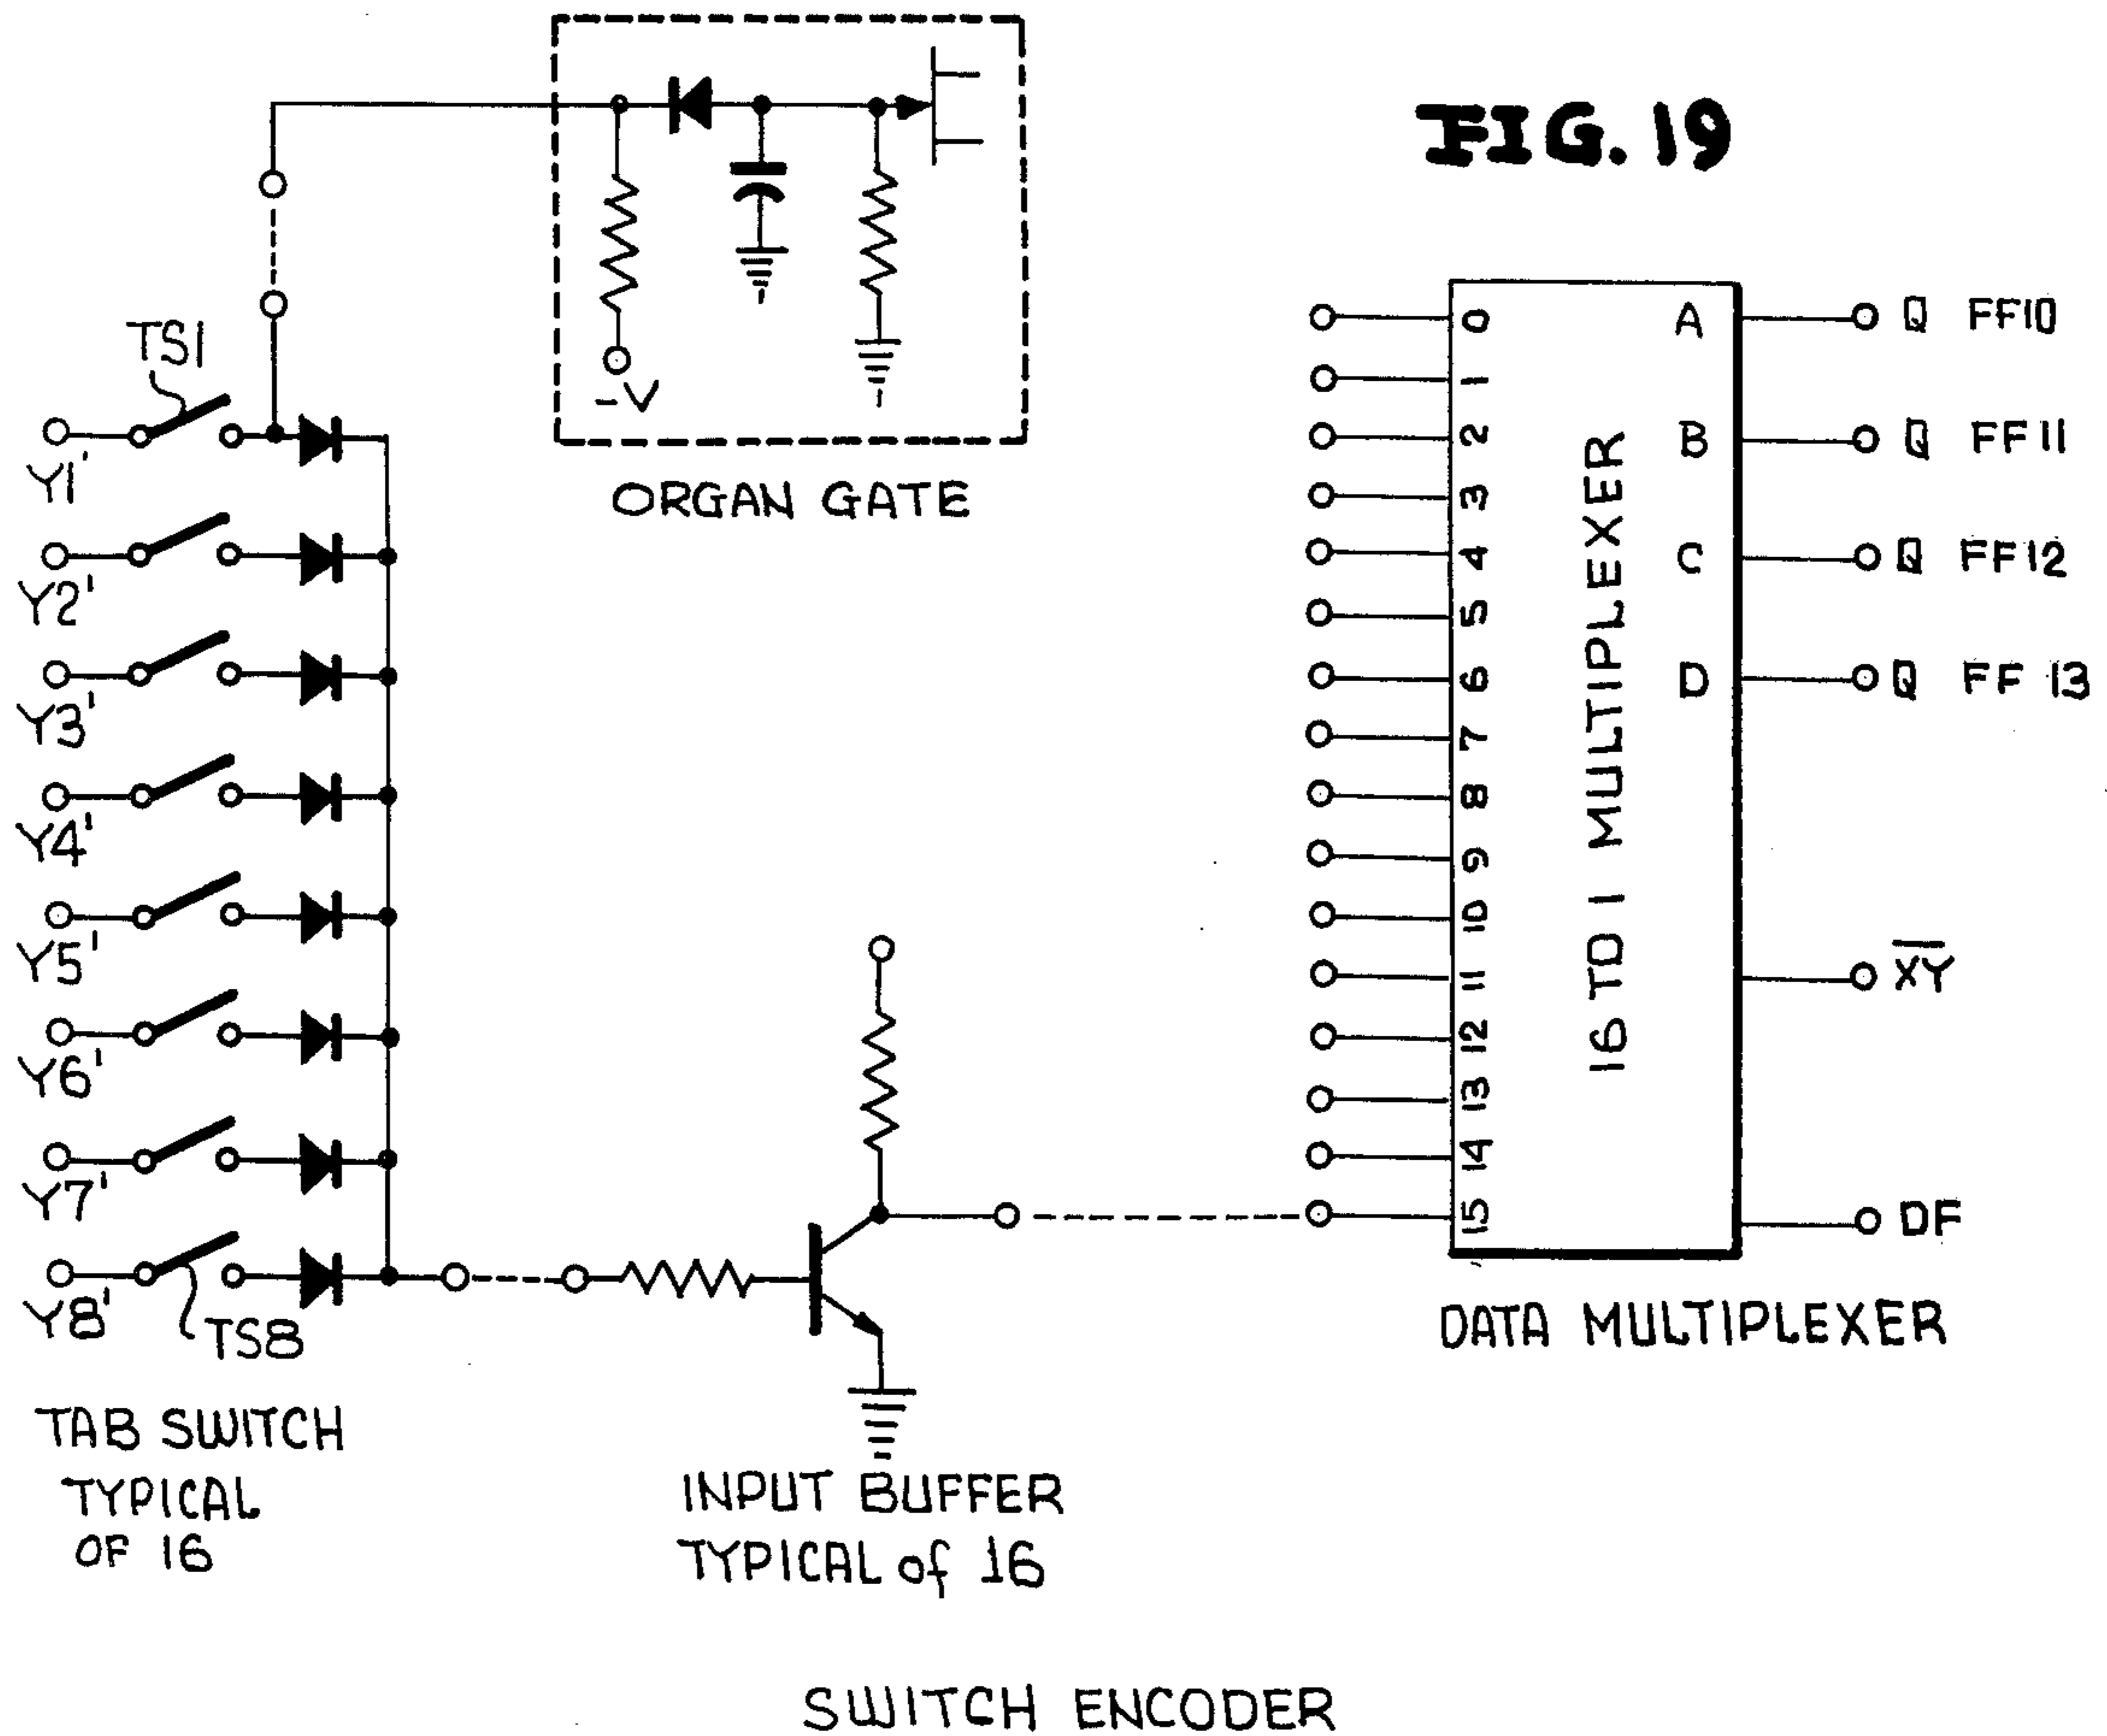 FIG. 19
-V
ORGAN GATE
TS1
Y1'
Y2'
Y3'
Y4'
Y5'
Y6'
Y7'
Y8'
TS8
TAB SWITCH
TYPICAL
OF 16
INPUT BUFFER
TYPICAL of 16
0
1
2
3
4
5
6
7
8
9
10
11
12
13
14
15
16 TO 1 MULTIPLEXER
A
B
C
D
Q FF10
Q FF11
Q FF12
Q FF 13
X̅Y̅
DF
DATA MULTIPLEXER
SWITCH ENCODER